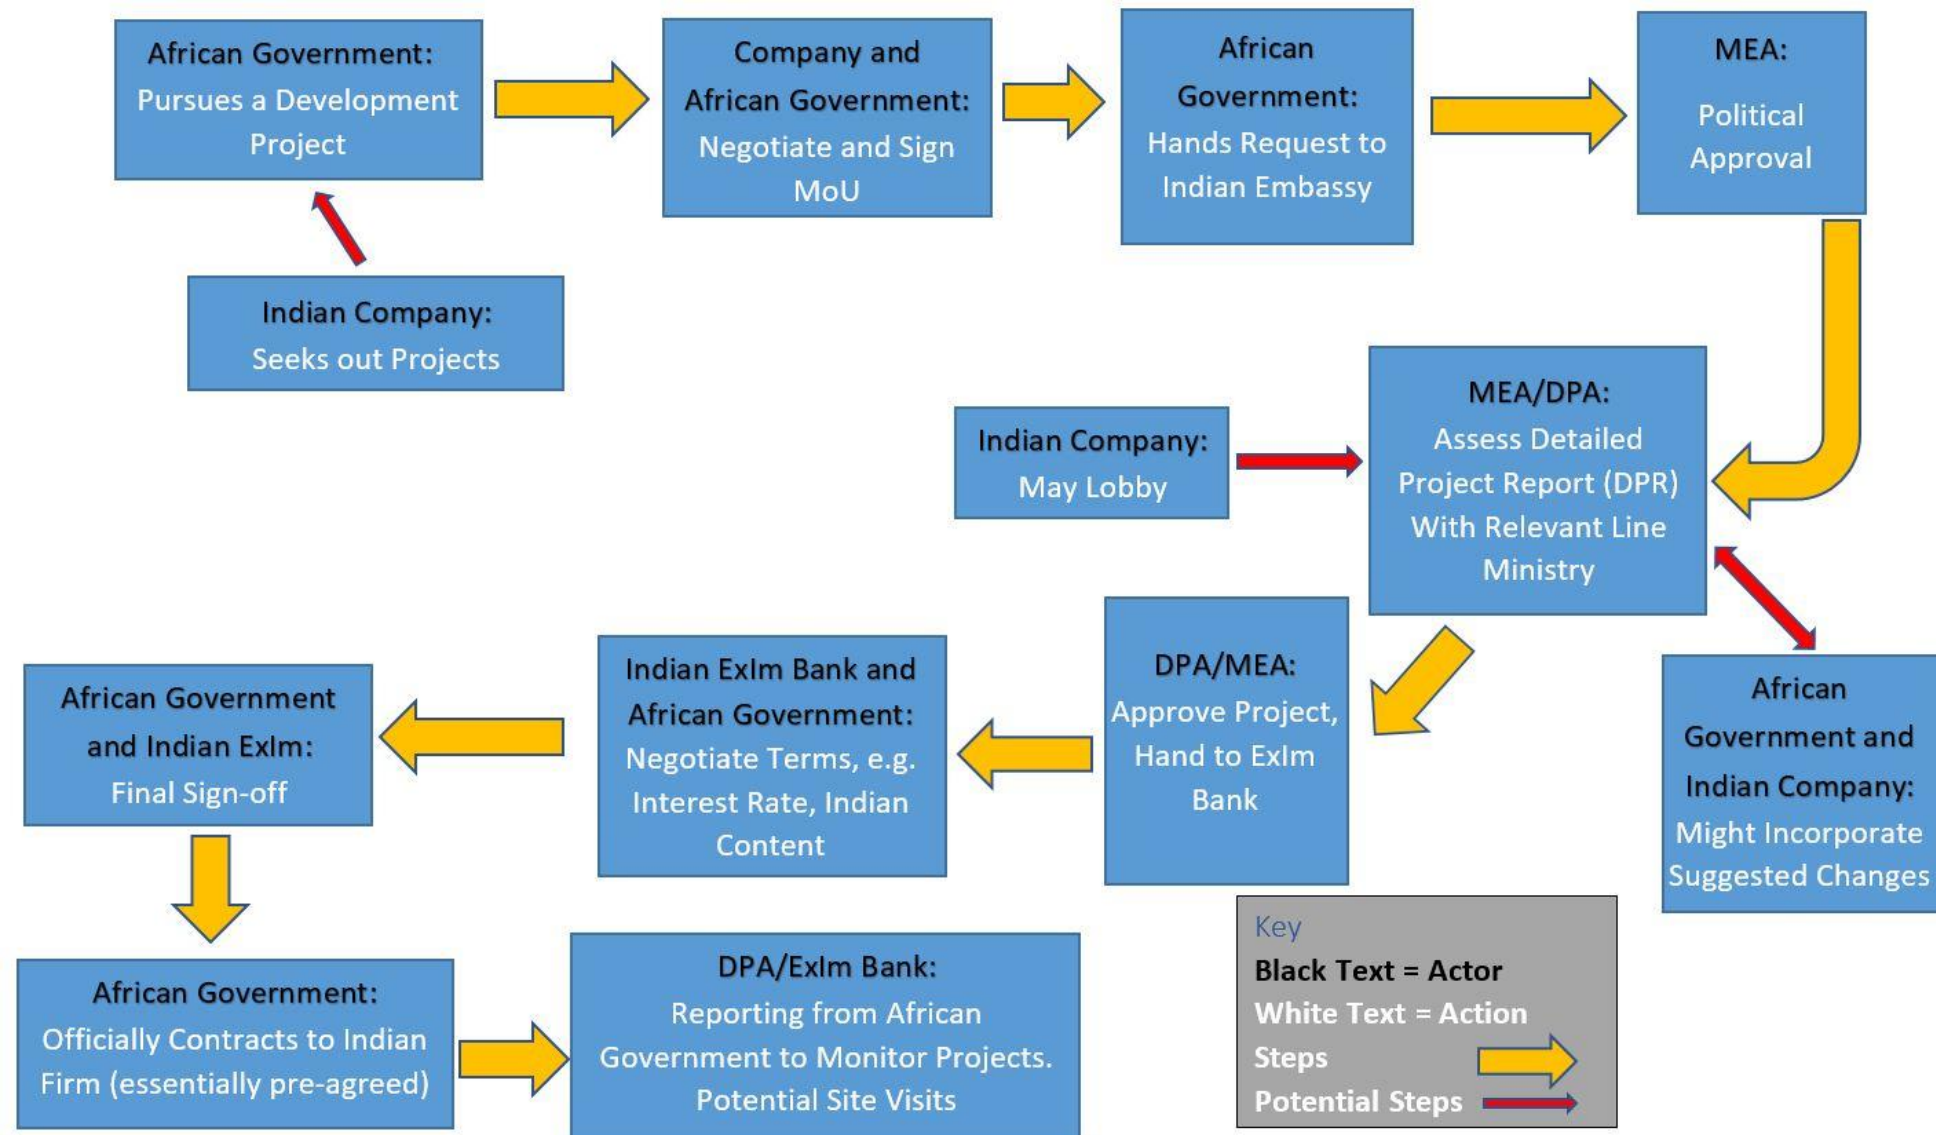 African Government:
Pursues a Development
Project
Company and
African Government:
Negotiate and Sign
MoU
African
Government:
Hands Request to
Indian Embassy
MEA:
Political
Approval
Indian Company:
Seeks out Projects
MEA/DPA:
Assess Detailed
Project Report (DPR)
With Relevant Line
Ministry
Indian Company:
May Lobby
African
Government and
Indian Company:
Might Incorporate
Suggested Changes
DPA/MEA:
Approve Project,
Hand to ExIm
Bank
Indian ExIm Bank and
African Government:
Negotiate Terms, e.g.
Interest Rate, Indian
Content
African Government
and Indian ExIm:
Final Sign-off
African Government:
Officially Contracts to Indian
Firm (essentially pre-agreed)
DPA/ExIm Bank:
Reporting from African
Government to Monitor Projects.
Potential Site Visits
Key
Black Text = Actor
White Text = Action
Steps
Potential Steps